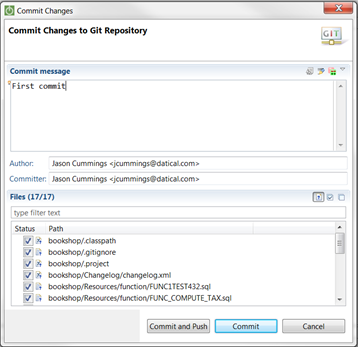 Commit Changes
Commit Changes to Git Repository
GIT
Commit message
First commit
Author: Jason Cummings <jcummings@datical.com>
Committer: Jason Cummings <jcummings@datical.com>
Files (17/17)
type filter text
Status Path
bookshop/.classpath
bookshop/.gitignore
bookshop/.project
bookshop/Changelog/changelog.xml
bookshop/Resources/function/FUNC1TEST432.sql
bookshop/Resources/function/FUNC_COMPUTE_TAX.sql
Commit and Push Commit Cancel